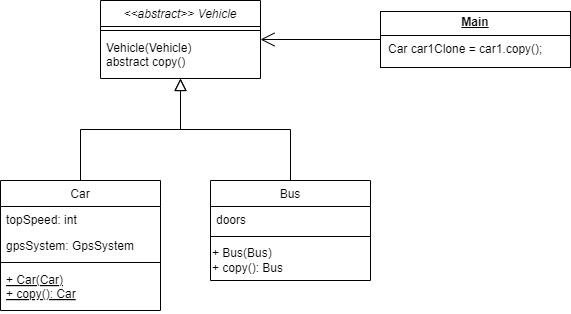 <<abstract>> Vehicle
Vehicle(Vehicle)
abstract copy()
Main
Car car1Clone = car1.copy();
Car
topSpeed: int
gpsSystem: GpsSystem
+ Car(Car)
+ copy(): Car
Bus
doors
+ Bus(Bus)
+ copy(): Bus